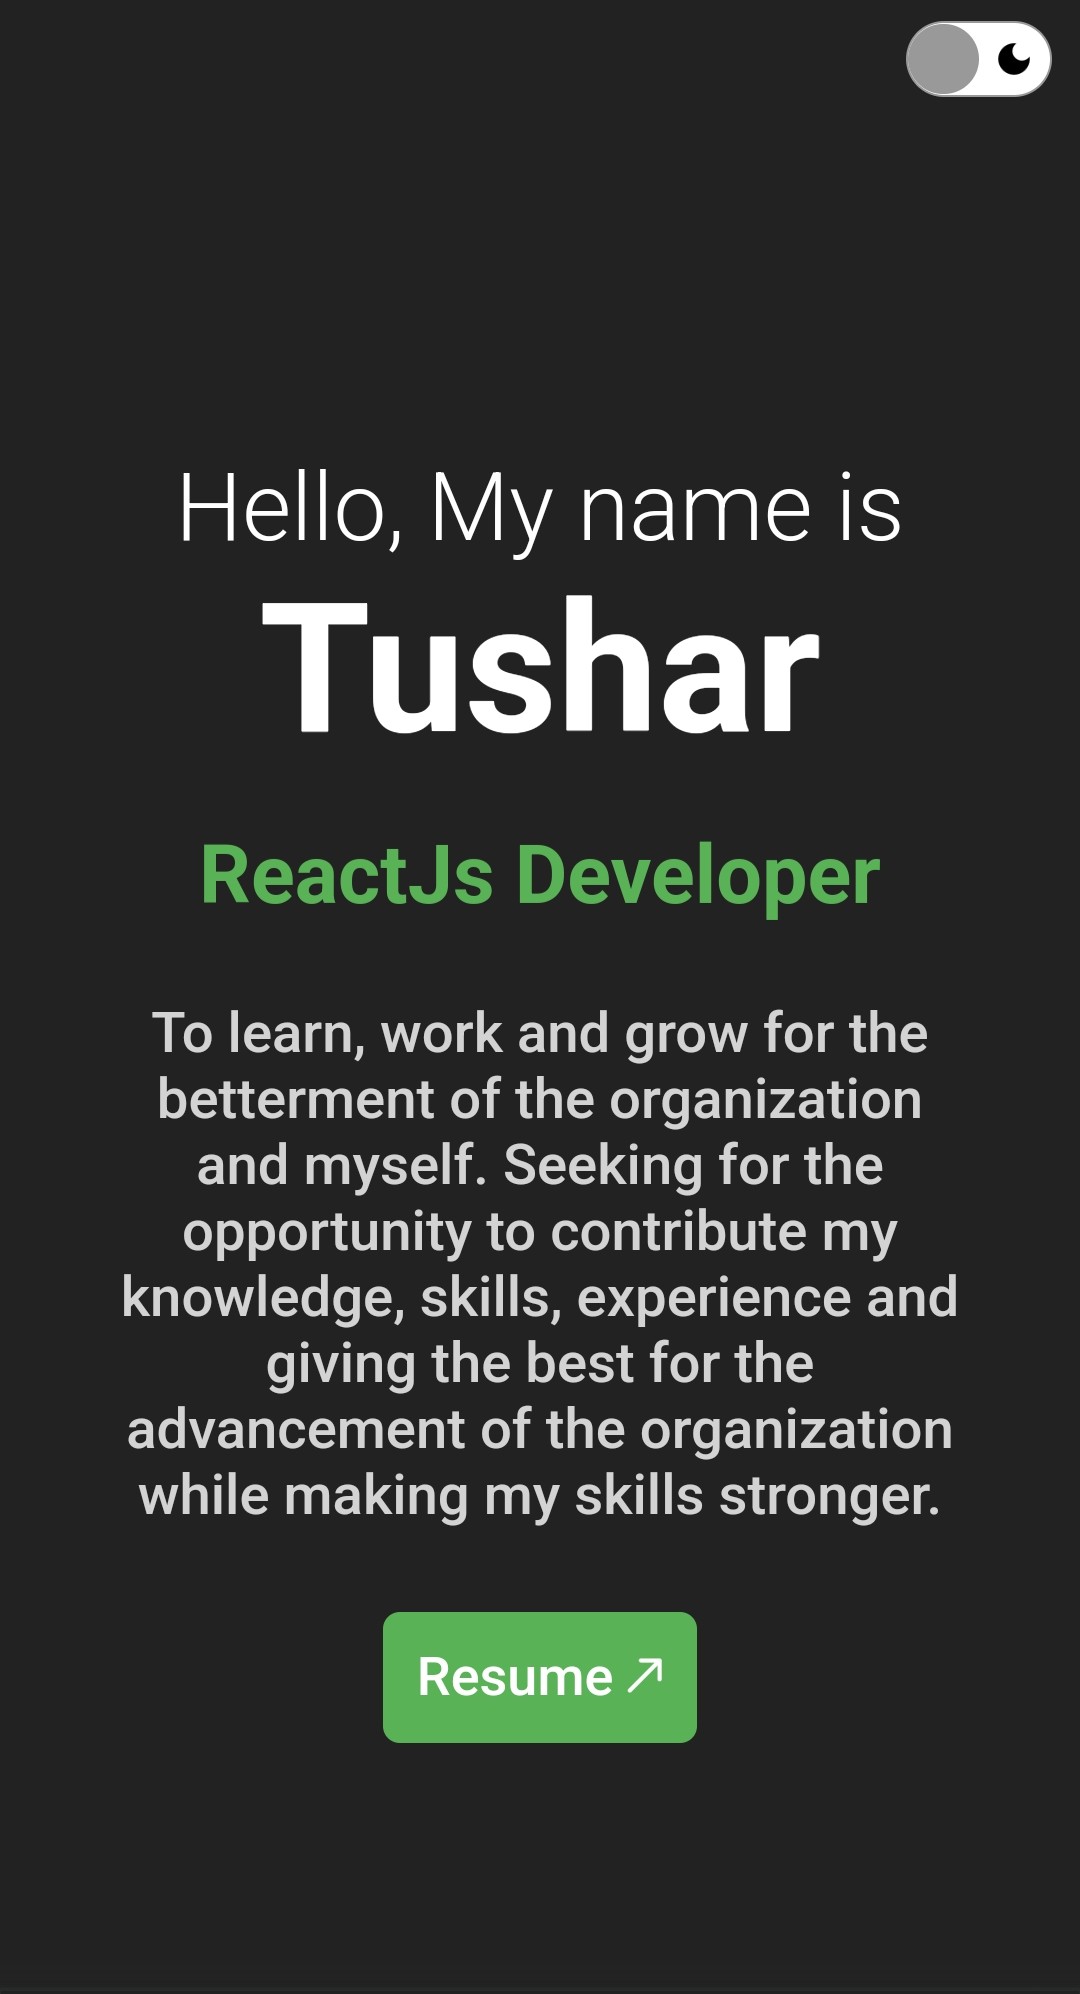 Hello, My name is
Tushar
ReactJs Developer
To learn, work and grow for the
betterment of the organization
and myself. Seeking for the
opportunity to contribute my
knowledge, skills, experience and
giving the best for the
advancement of the organization
while making my skills stronger.
Resume